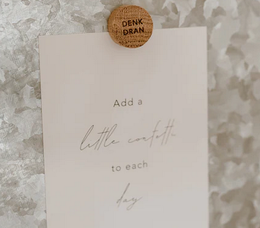 DENK
DRAN
Add a
little confetti
to each
day